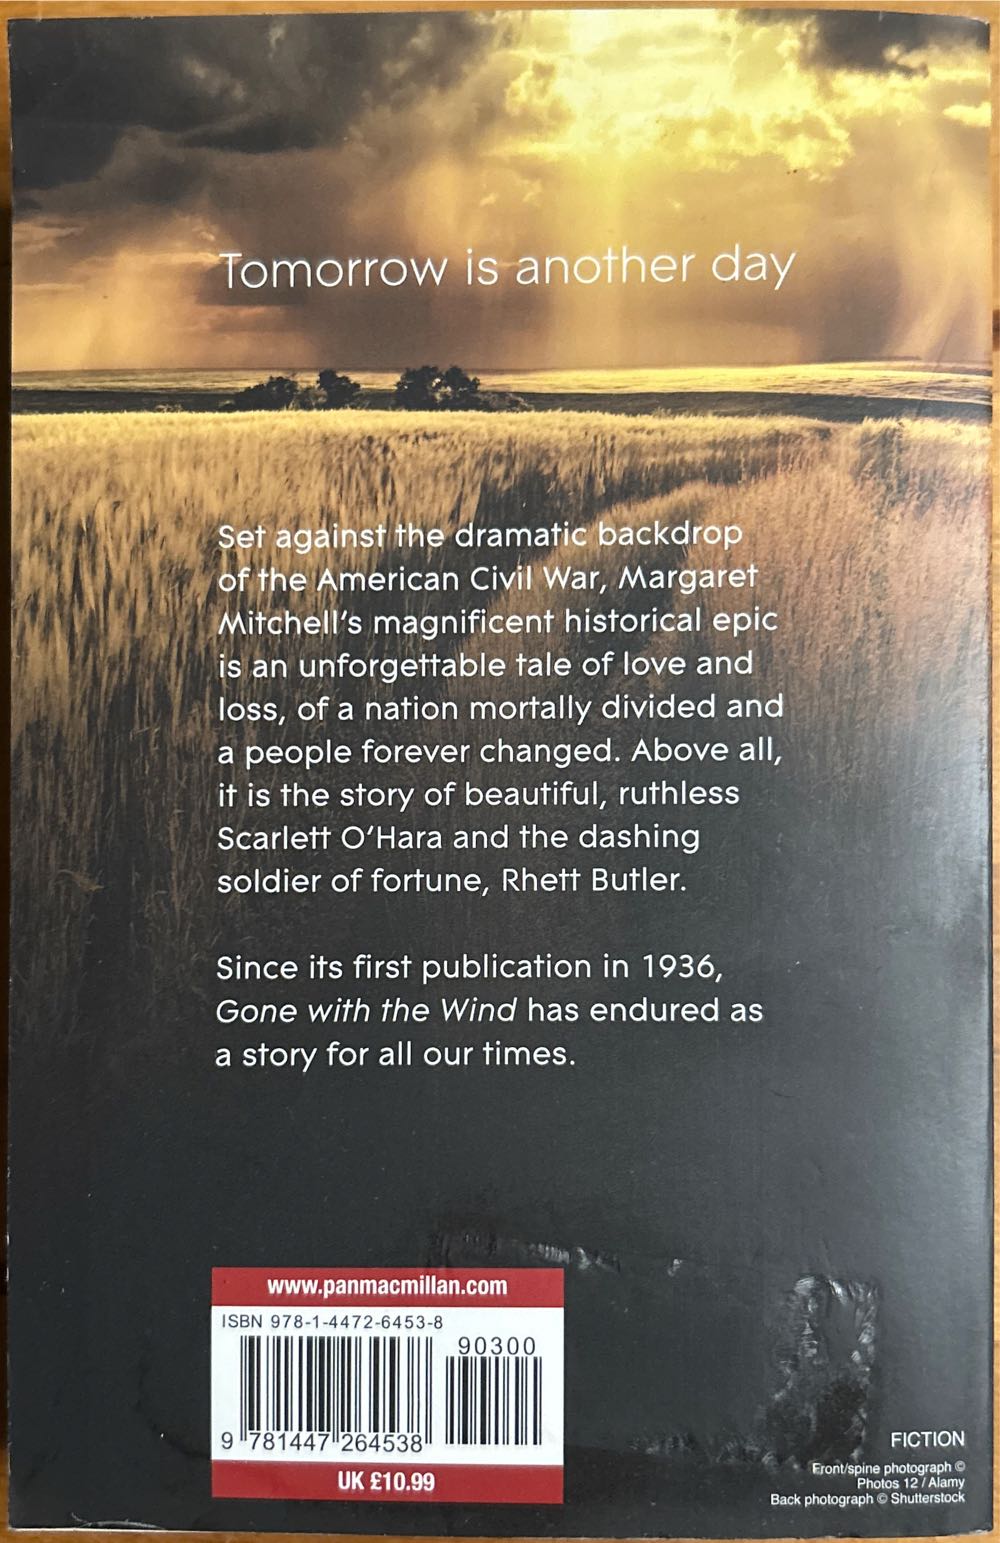 Tomorrow is another day
Set against the dramatic backdrop
of the American Civil War, Margaret
Mitchell's magnificent historical epic
is an unforgettable tale of love and
loss, of a nation mortally divided and
a people forever changed. Above all,
it is the story of beautiful, ruthless
Scarlett O'Hara and the dashing
soldier of fortune, Rhett Butler.
Since its first publication in 1936,
Gone with the Wind has endured as
a story for all our times.
www.panmacmillan.com
ISBN 978-1-4472-6453-8
90300
9 781447 264538
UK £10.99
FICTION
Front/spine photograph ©
Photos 12 / Alamy
Back photograph © Shutterstock